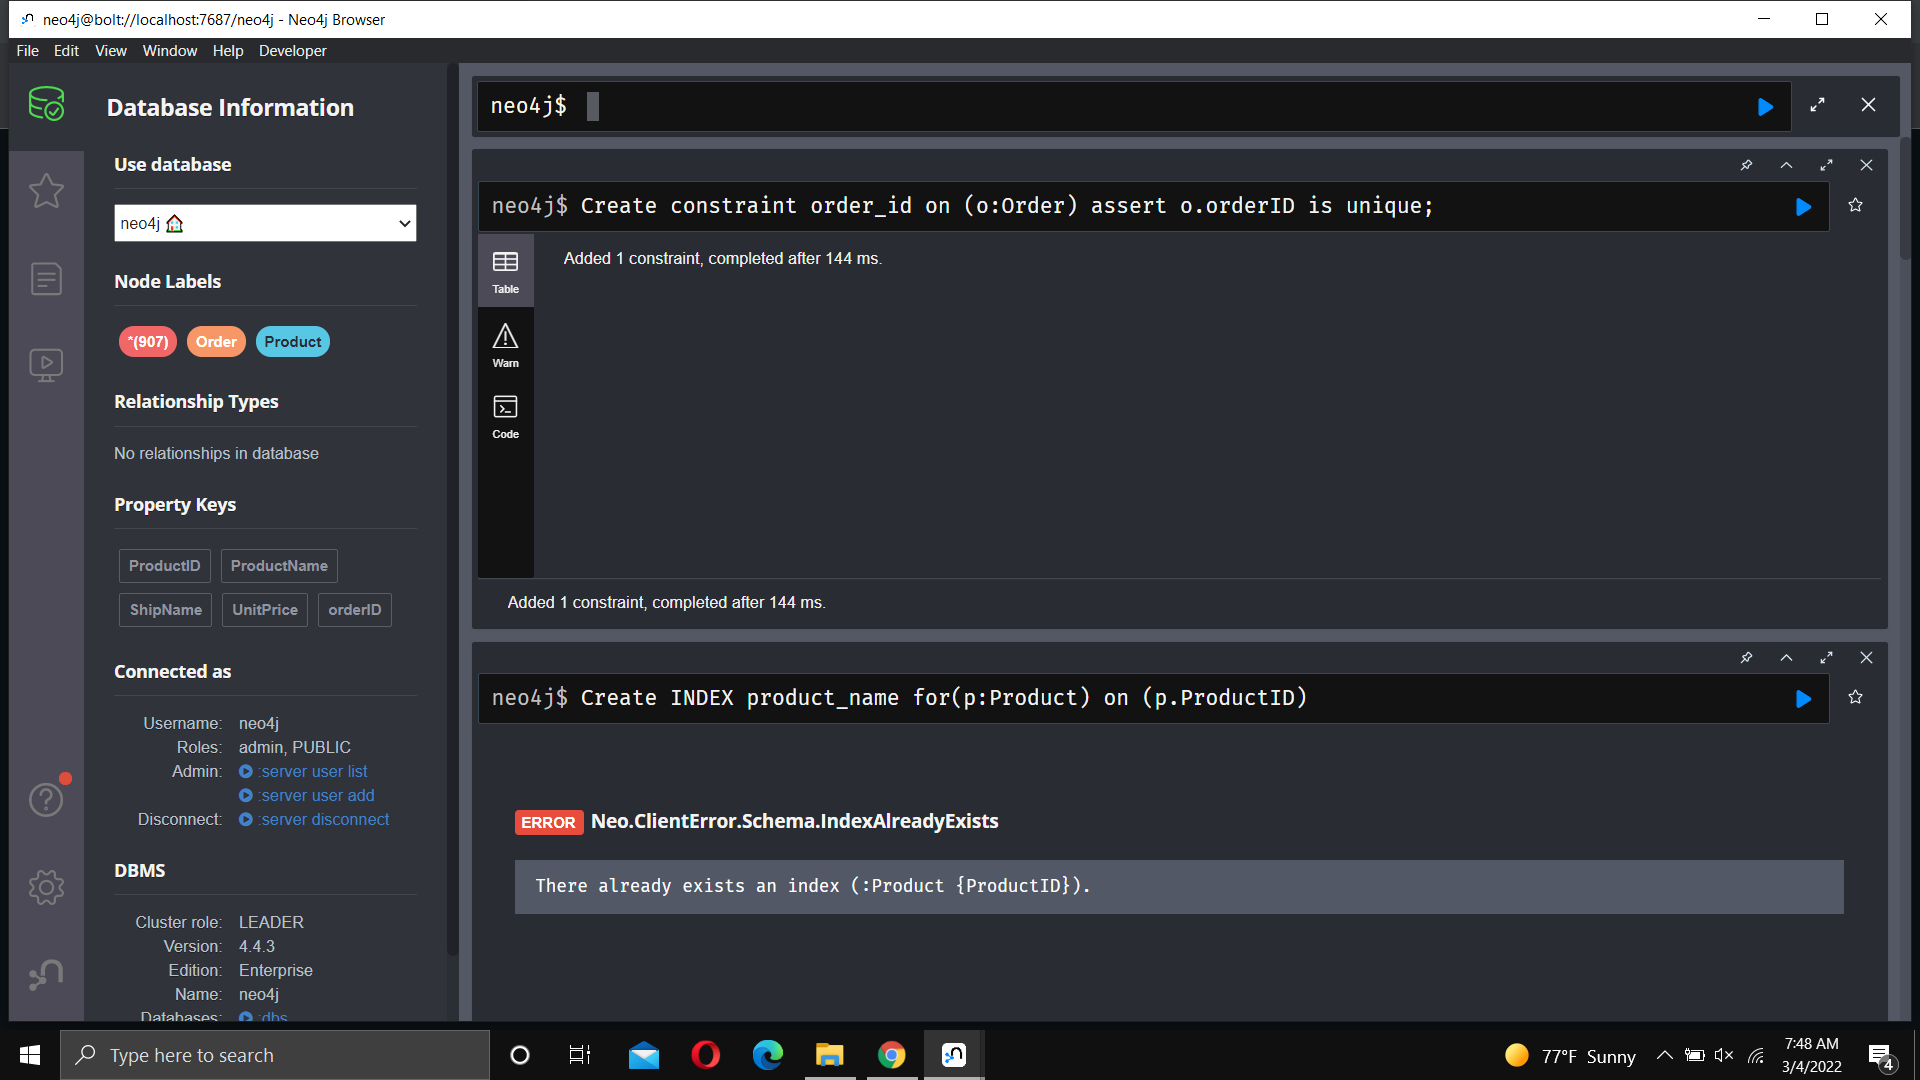 neo4j@bolt://localhost:7687/neo4j - Neo4j Browser
File Edit View Window Help Developer
Database Information
Use database
neo4j
Node Labels
*(907) Order Product
Relationship Types
No relationships in database
Property Keys
ProductID ProductName
ShipName UnitPrice orderID
Connected as
Username: neo4j
Roles: admin, PUBLIC
Admin: :server user list
:server user add
Disconnect: :server disconnect
DBMS
Cluster role: LEADER
Version: 4.4.3
Edition: Enterprise
Name: neo4j
Databases: :dbs
neo4j$
neo4j$ Create constraint order_id on (o:Order) assert o.orderID is unique;
Table
Warn
Code
Added 1 constraint, completed after 144 ms.
Added 1 constraint, completed after 144 ms.
neo4j$ Create INDEX product_name for(p:Product) on (p.ProductID)
ERROR Neo.ClientError.Schema.IndexAlreadyExists
There already exists an index (:Product {ProductID}).
Type here to search
77°F Sunny
7:48 AM
3/4/2022
4